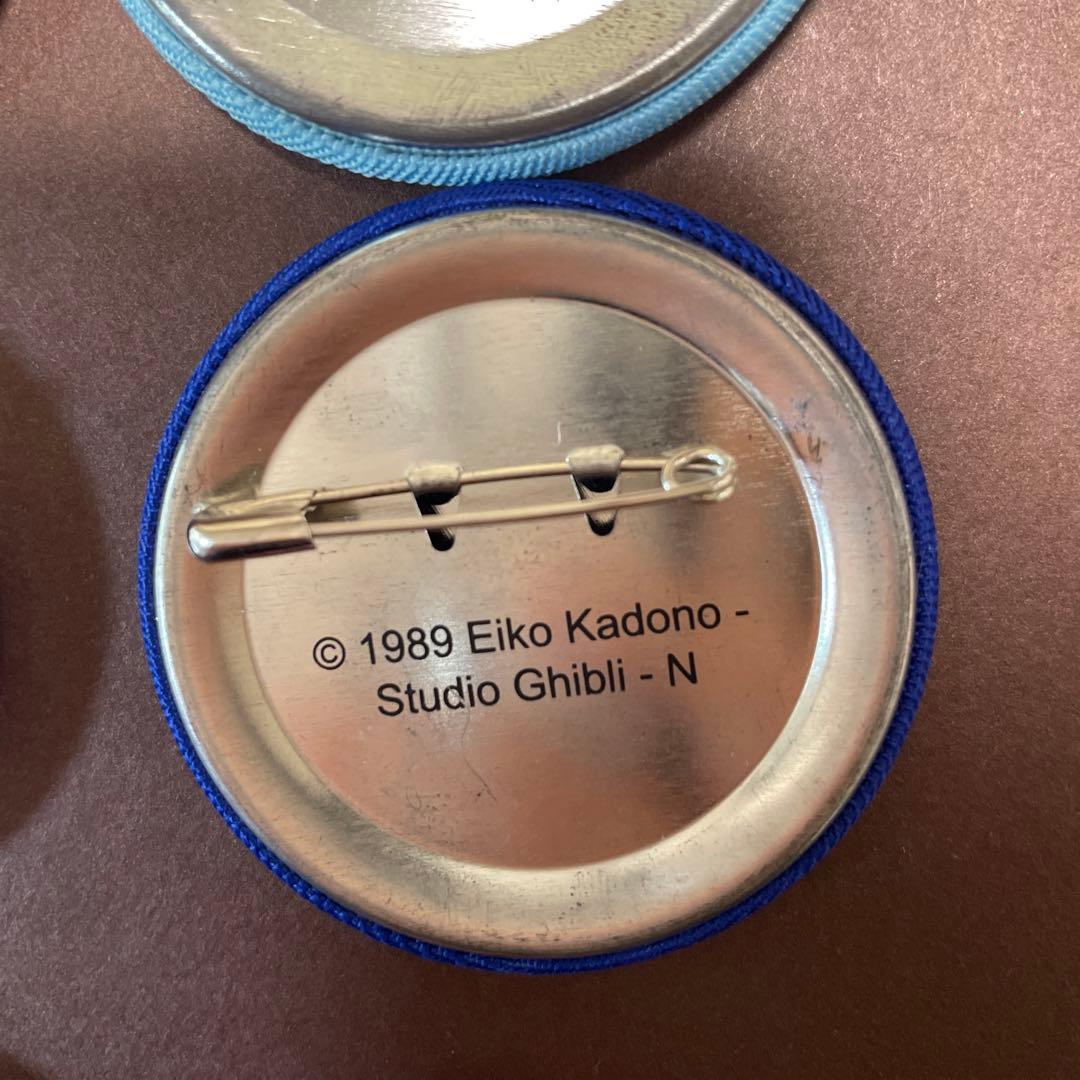 © 1989 Eiko Kadono -
Studio Ghibli - N